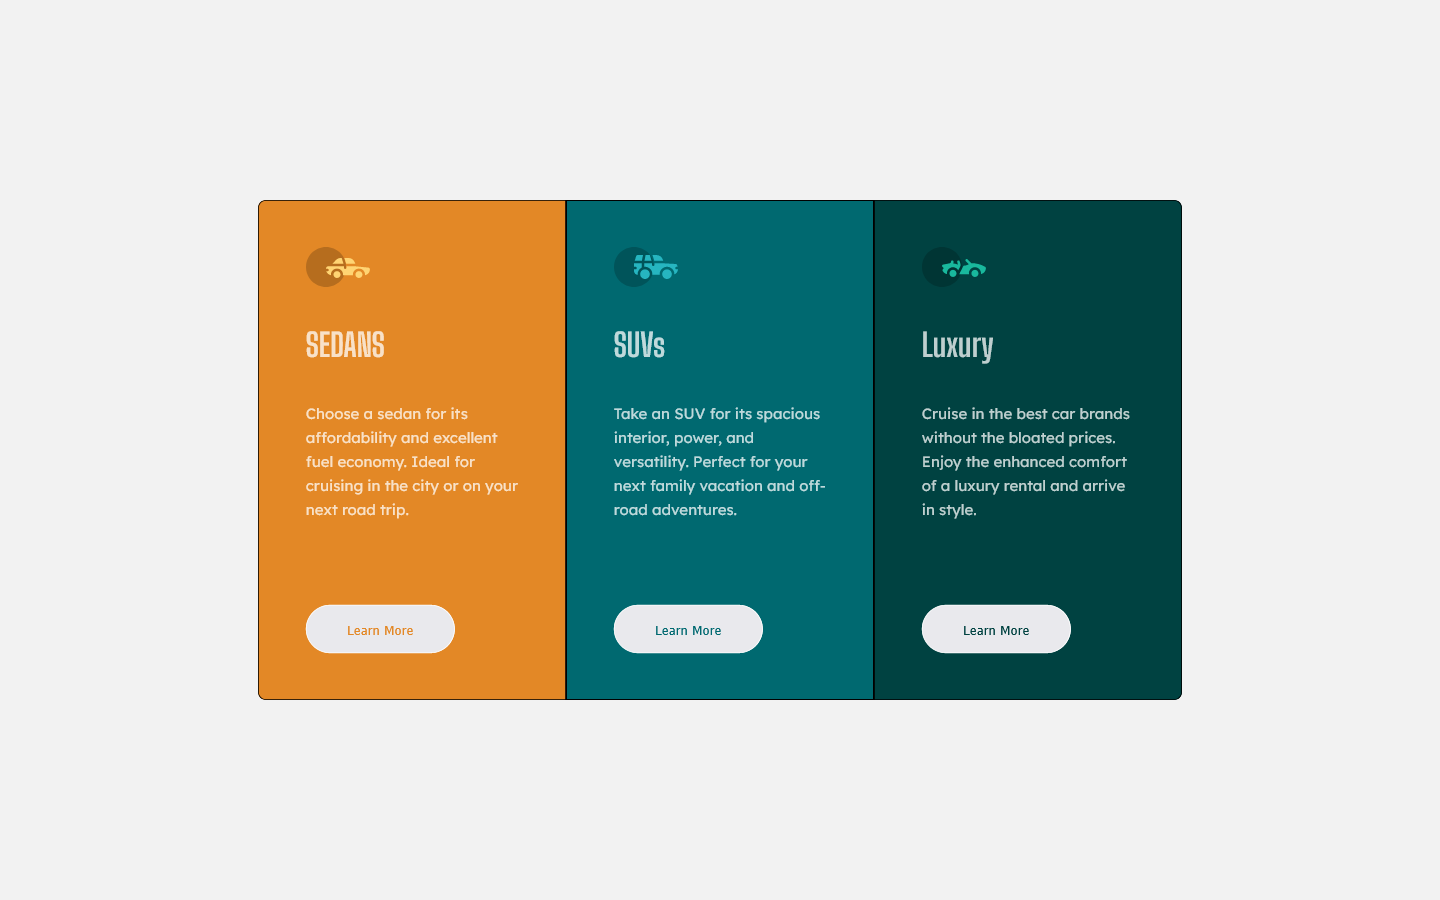 SEDANS
Choose a sedan for its
affordability and excellent
fuel economy. Ideal for
cruising in the city or on your
next road trip.
Learn More
SUVs
Take an SUV for its spacious
interior, power, and
versatility. Perfect for your
next family vacation and off-
road adventures.
Learn More
Luxury
Cruise in the best car brands
without the bloated prices.
Enjoy the enhanced comfort
of a luxury rental and arrive
in style.
Learn More